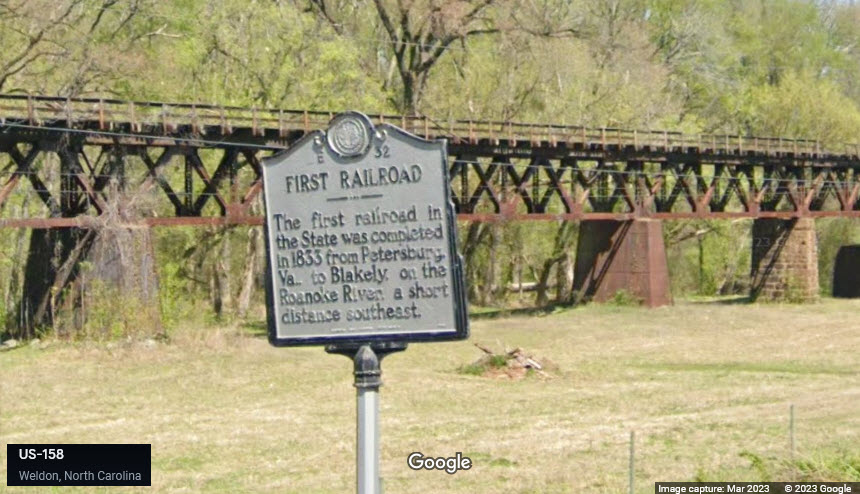 E 32
FIRST RAILROAD
The first railroad in
the State was completed
in 1833 from Petersburg,
Va., to Blakely, on the
Roanoke River, a short
distance southeast.
US-158
Weldon, North Carolina
Google
Image capture: Mar 2023 © 2023 Google